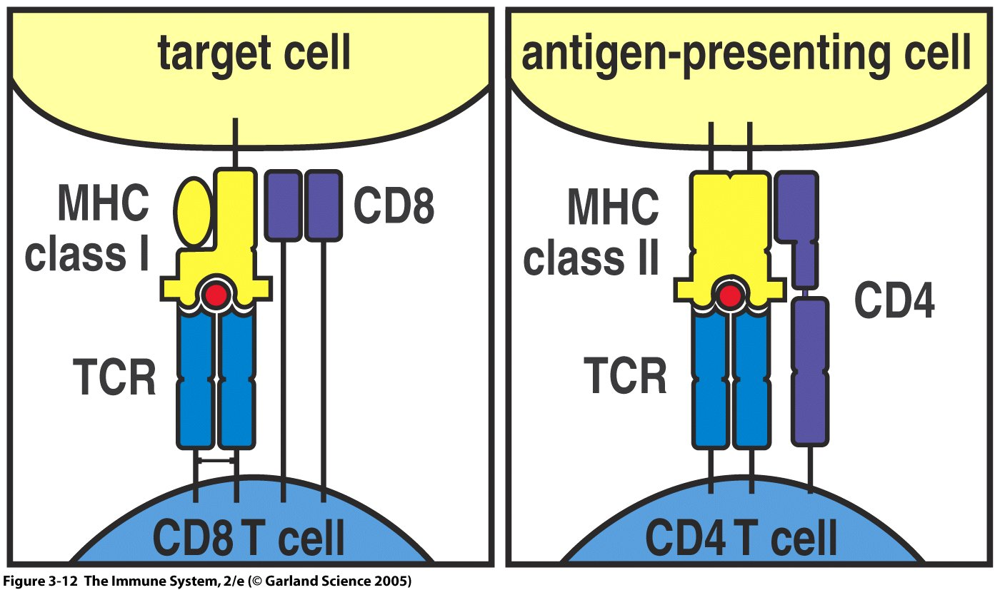 target cell
MHC
class I
CD8
TCR
CD8 T cell
antigen-presenting cell
MHC
class II
CD4
TCR
CD4 T cell
Figure 3-12 The Immune System, 2/e (© Garland Science 2005)